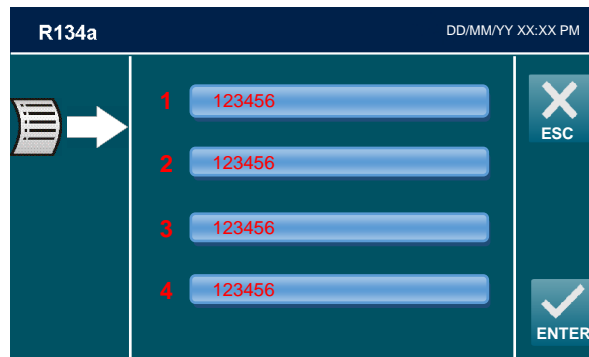 R134a DD/MM/YY XX:XX PM
1 123456
ESC
2 123456
3 123456
4 123456
ENTER